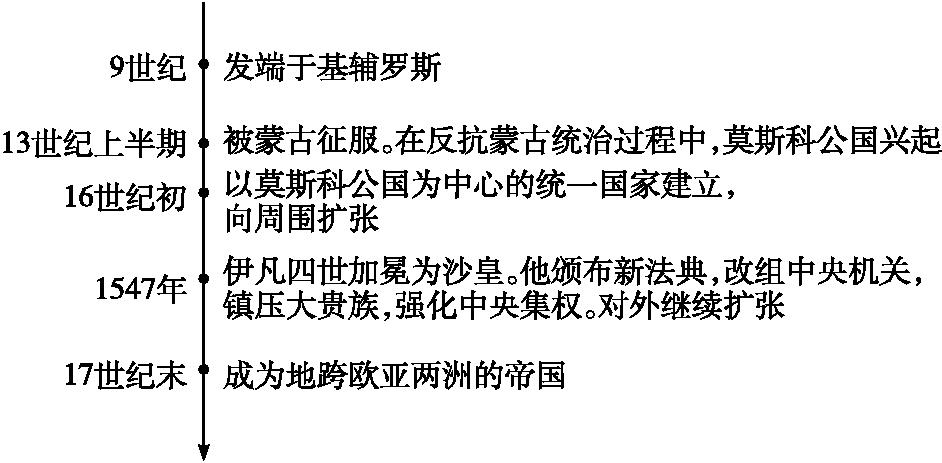 9世纪 发端于基辅罗斯
13世纪上半期 被蒙古征服。在反抗蒙古统治过程中,莫斯科公国兴起
16世纪初 以莫斯科公国为中心的统一国家建立,
向周围扩张
1547年 伊凡四世加冕为沙皇。他颁布新法典,改组中央机关,
镇压大贵族,强化中央集权。对外继续扩张
17世纪末 成为地跨欧亚两洲的帝国